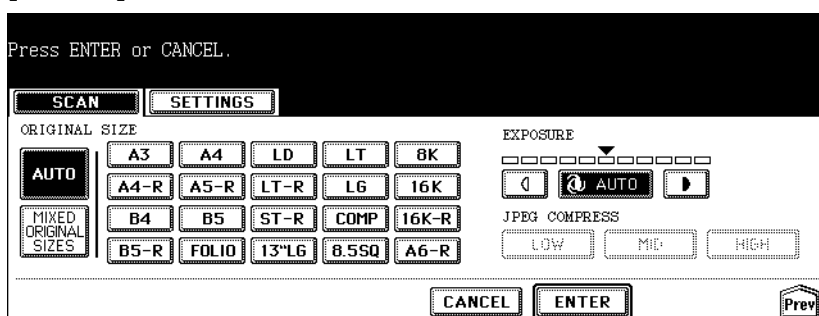 Press ENTER or CANCEL.
SCAN SETTINGS
ORIGINAL SIZE
AUTO
MIXED
ORIGINAL
SIZES
A3 A4 LD LT 8K
A4-R A5-R LT-R LG 16K
B4 B5 ST-R COMP 16K-R
B5-R FOLIO 13"LG 8.5SQ A6-R
EXPOSURE
AUTO
JPEG COMPRESS
LOW MID HIGH
CANCEL ENTER Prev